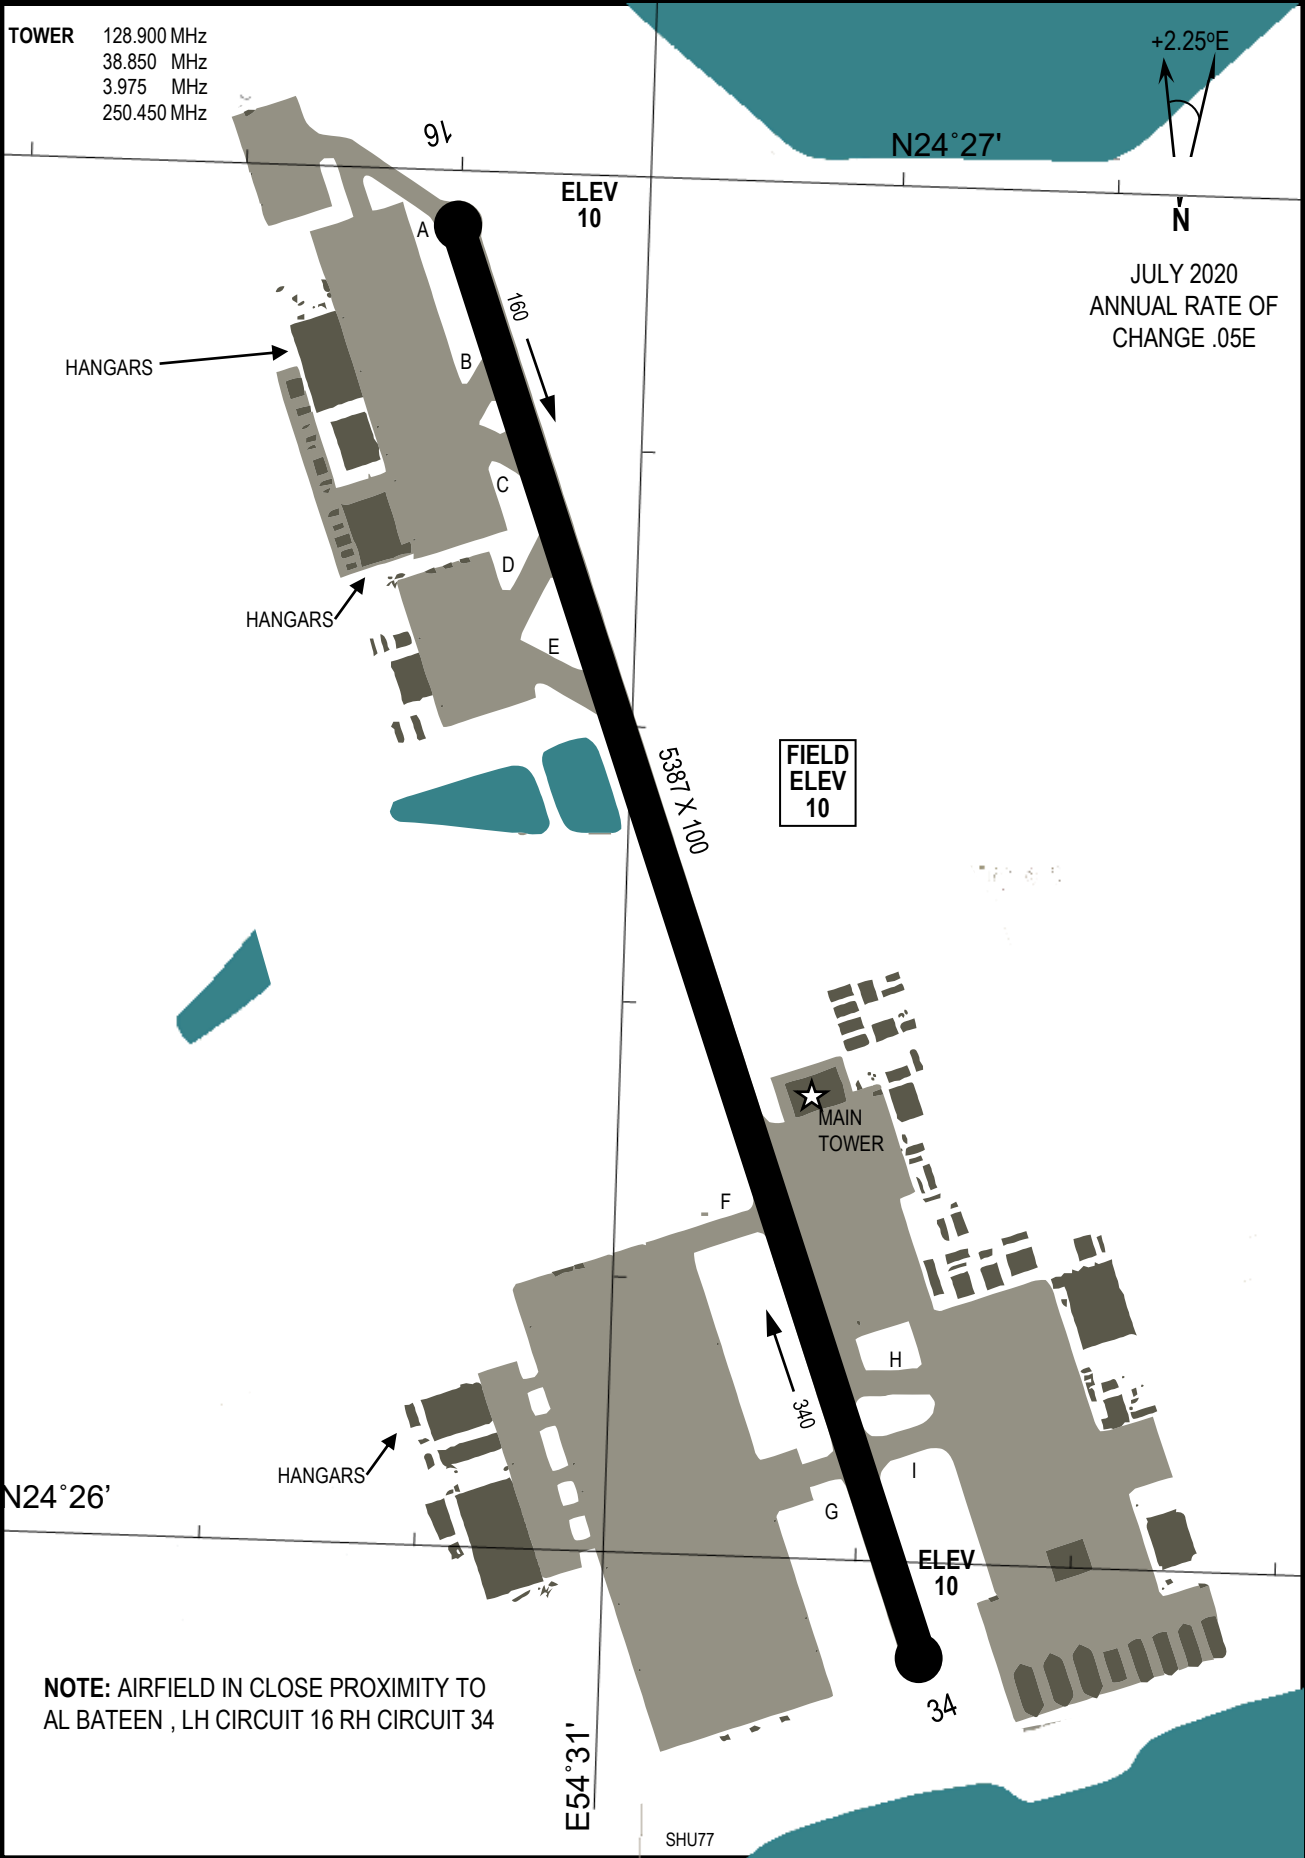 TOWER 128.900 MHz
38.850 MHz
3.975 MHz
250.450 MHz
+2.25ºE
16
N24˚27'
ELEV
10
N
JULY 2020
ANNUAL RATE OF
CHANGE .05E
A
160
HANGARS
B
C
D
HANGARS
E
5387 X 100
FIELD
ELEV
10
MAIN
TOWER
F
H
340
HANGARS
I
N24˚26'
G
ELEV
10
NOTE: AIRFIELD IN CLOSE PROXIMITY TO
AL BATEEN , LH CIRCUIT 16 RH CIRCUIT 34
34
E54˚31'
SHU77